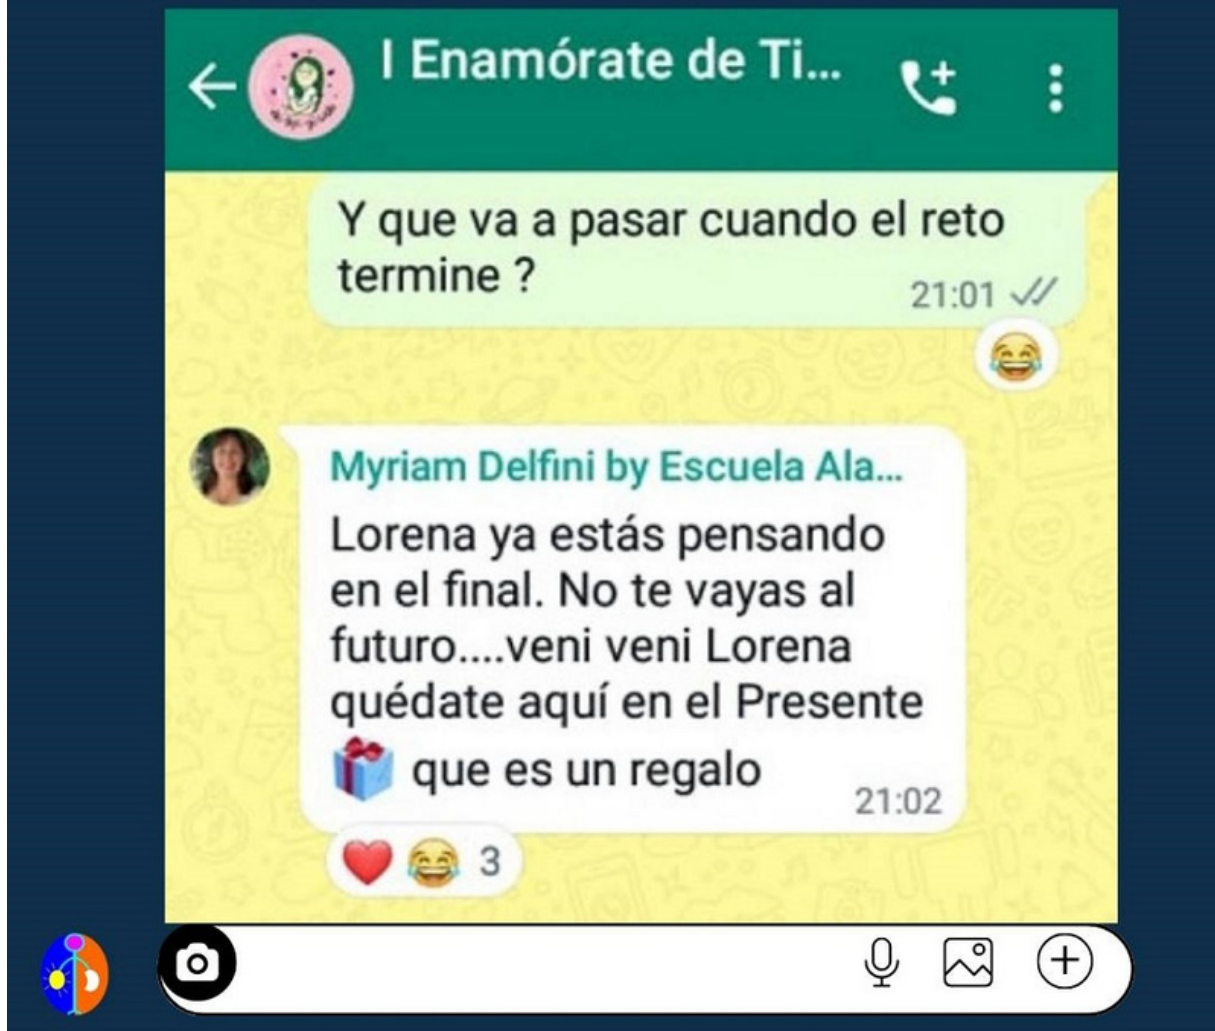 I Enamórate de Ti...
Y que va a pasar cuando el reto
termine ?
21:01
Myriam Delfini by Escuela Ala...
Lorena ya estás pensando
en el final. No te vayas al
futuro....veni veni Lorena
quédate aquí en el Presente
🎁 que es un regalo
21:02
3